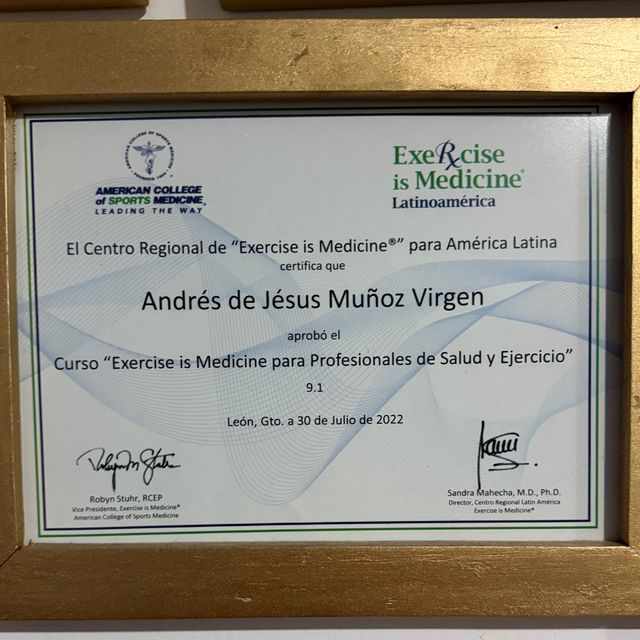 AMERICAN COLLEGE
of SPORTS MEDICINE
LEADING THE WAY
ExeRcise
is Medicine®
Latinoamérica
El Centro Regional de “Exercise is Medicine®” para América Latina
certifica que
Andrés de Jésus Muñoz Virgen
aprobó el
Curso “Exercise is Medicine para Profesionales de Salud y Ejercicio”
9.1
León, Gto. a 30 de Julio de 2022
Robyn Stuhr, RCEP
Vice Presidente, Exercise is Medicine®
American College of Sports Medicine
Sandra Mahecha, M.D., Ph.D.
Director, Centro Regional Latin América
Exercise is Medicine®